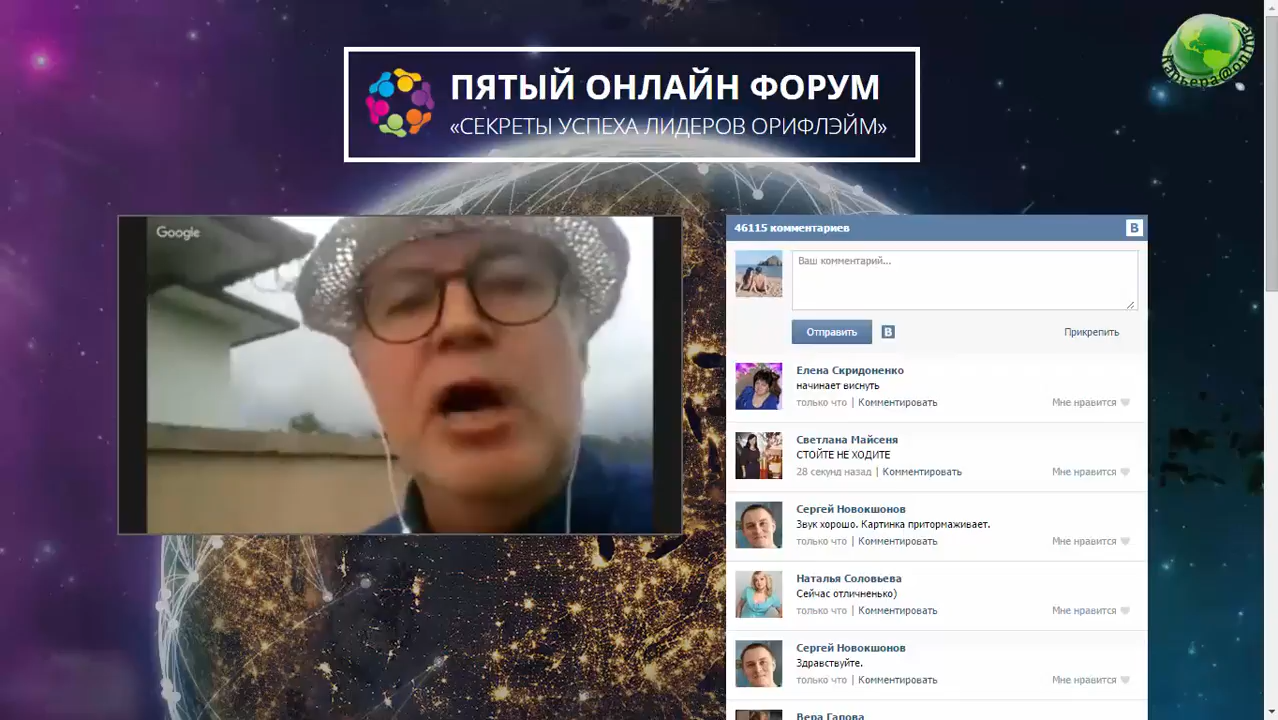 ПЯТЫЙ ОНЛАЙН ФОРУМ
«СЕКРЕТЫ УСПЕХА ЛИДЕРОВ ОРИФЛЭЙМ»
Google
46115 комментариев
В
Ваш комментарий...
Отправить
В
Прикрепить
Елена Скридоненко
начинает виснуть
только что | Комментировать
Мне нравится
Светлана Майсеня
СТОЙТЕ НЕ ХОДИТЕ
28 секунд назад | Комментировать
Мне нравится
Сергей Новокшонов
Звук хорошо. Картинка притормаживает.
только что | Комментировать
Мне нравится
Наталья Соловьева
Сейчас отличненько)
только что | Комментировать
Мне нравится
Сергей Новокшонов
Здравствуйте.
только что | Комментировать
Мне нравится
Вера Гапова